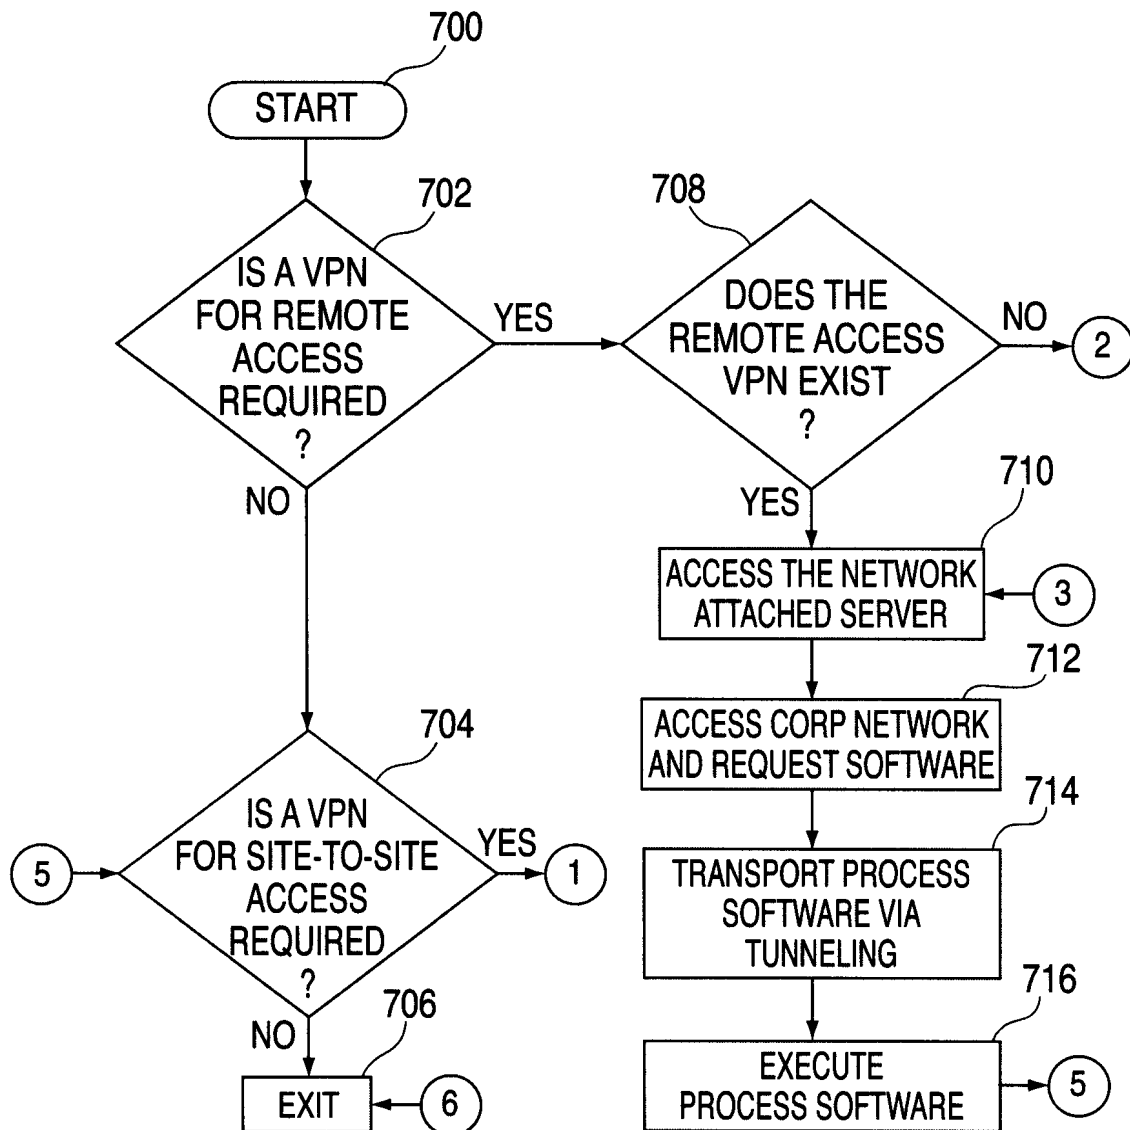 700
START
702
IS A VPN
FOR REMOTE
ACCESS
REQUIRED
?
YES
NO
708
DOES THE
REMOTE ACCESS
VPN EXIST
?
NO
2
YES
710
ACCESS THE NETWORK
ATTACHED SERVER
3
712
ACCESS CORP NETWORK
AND REQUEST SOFTWARE
714
TRANSPORT PROCESS
SOFTWARE VIA
TUNNELING
716
EXECUTE
PROCESS SOFTWARE
5
704
5
IS A VPN
FOR SITE-TO-SITE
ACCESS
REQUIRED
?
YES
1
NO
706
EXIT
6